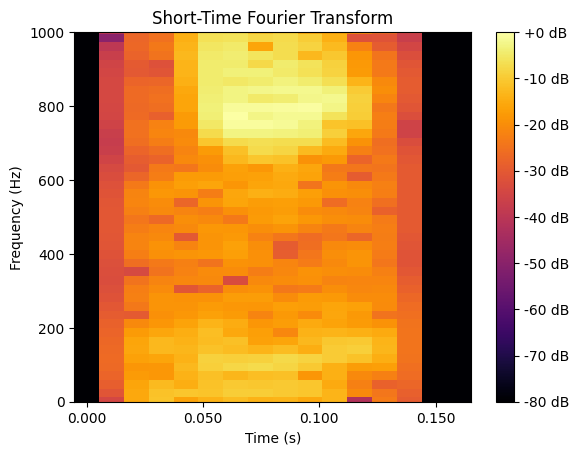 Short-Time Fourier Transform
1000
800
600
400
200
0
Frequency (Hz)
0.000
0.050
0.100
0.150
Time (s)
+0 dB
-10 dB
-20 dB
-30 dB
-40 dB
-50 dB
-60 dB
-70 dB
-80 dB